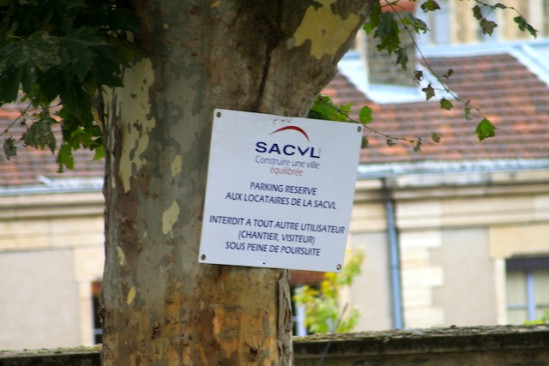 SACVL
Construire une ville
équilibrée
PARKING RESERVE
AUX LOCATAIRES DE LA SACVL
INTERDIT A TOUT AUTRE UTILISATEUR
(CHANTIER, VISITEUR)
SOUS PEINE DE POURSUITE